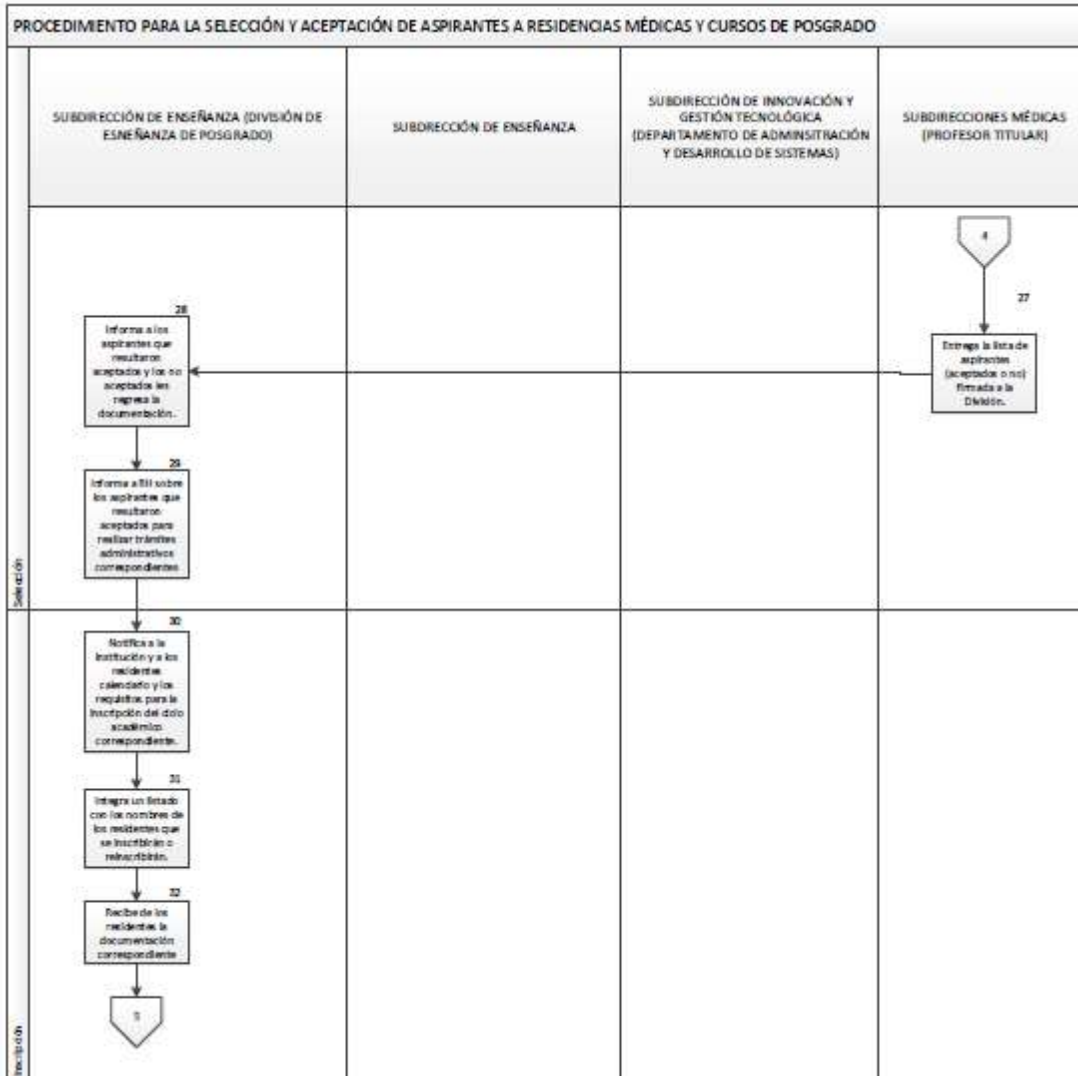 PROCEDIMIENTO PARA LA SELECCIÓN Y ACEPTACIÓN DE ASPIRANTES A RESIDENCIAS MÉDICAS Y CURSOS DE POSGRADO
SUBDIRECCIÓN DE ENSEÑANZA (DIVISIÓN DE
ESNEÑANZA DE POSGRADO)
SUBDRECCIÓN DE ENSEÑANZA
SUBDIRECCIÓN DE INNOVACIÓN Y
GESTIÓN TECNOLÓGICA
(DEPARTAMENTO DE ADMINSITRACIÓN
Y DESARROLLO DE SISTEMAS)
SUBDIRECCIONES MÉDICAS
(PROFESOR TITULAR)
Selección
4
27
Entrega la lista de
aspirantes
(aceptados o no)
firmada a la
División.
28
Informa a los
aspirantes que
resultaron
aceptados y los no
aceptados les
regresa la
documentación.
29
Informa a RH sobre
los aspirantes que
resultaron
aceptados para
realizar trámites
administrativos
correspondientes
Inscripción
30
Notifica a la
institución y a los
residentes
calendario y los
requisitos para la
inscripción del ciclo
académico
correspondiente.
31
Integra un listado
con los nombres de
los residentes que
se inscribirán o
reinscribirán.
32
Recibe de los
residentes la
documentación
correspondiente